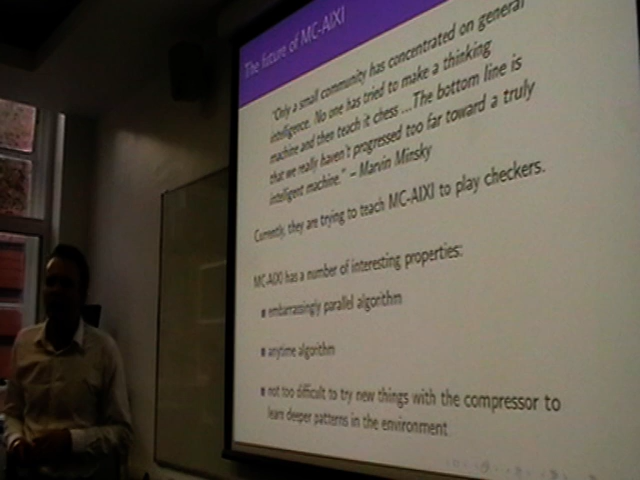 The future of MC-AIXI
"Only a small community has concentrated on general
intelligence. No one has tried to make a thinking
machine and then teach it chess ...The bottom line is
that we really haven't progressed too far toward a truly
intelligent machine." – Marvin Minsky
Currently, they are trying to teach MC-AIXI to play checkers.
MC-AIXI has a number of interesting properties:
embarrassingly parallel algorithm
anytime algorithm
not too difficult to try new things with the compressor to
learn deeper patterns in the environment